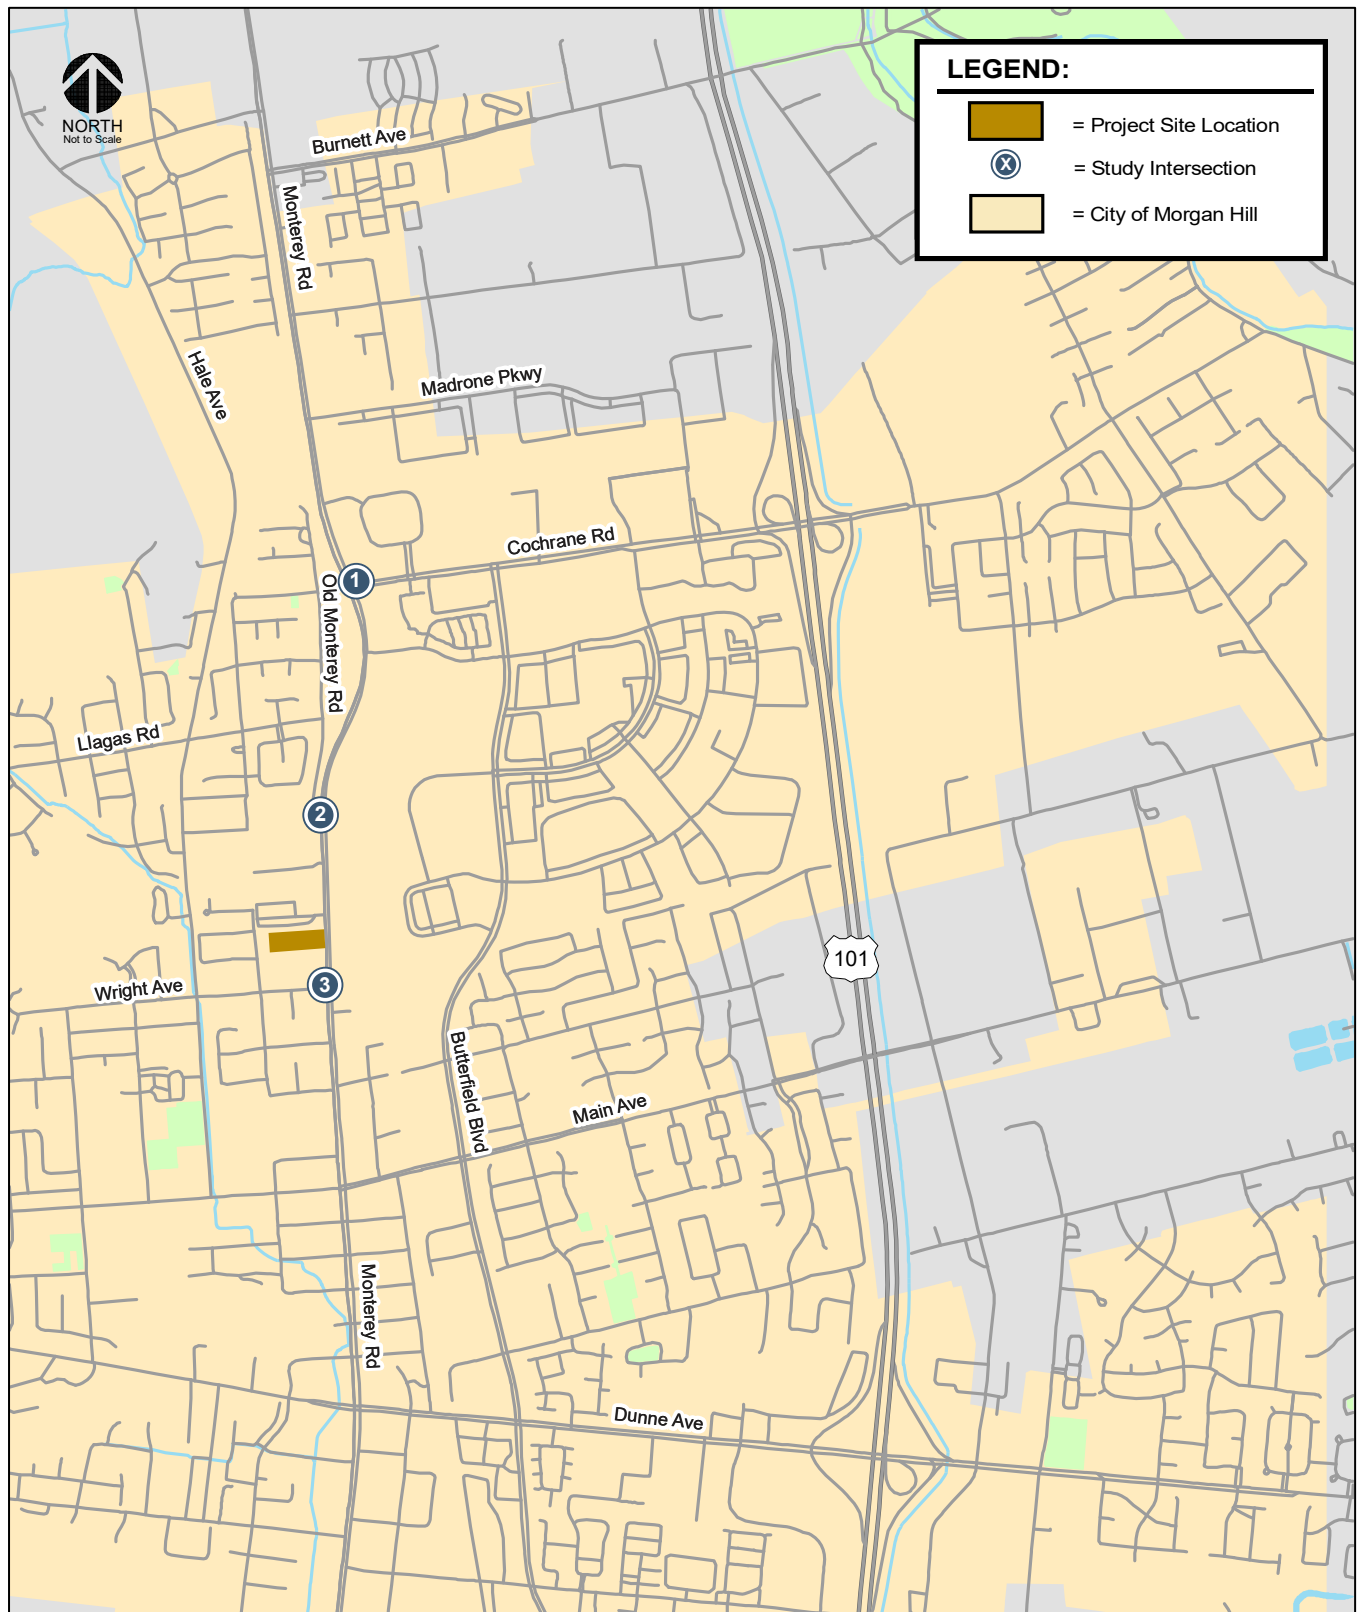 LEGEND:
= Project Site Location
X
= Study Intersection
= City of Morgan Hill
NORTH
Not to Scale
Burnett Ave
Monterey Rd
Hale Ave
Madrone Pkwy
Cochrane Rd
1
Old Monterey Rd
Llagas Rd
2
101
Wright Ave
3
Butterfield Blvd
Main Ave
Monterey Rd
Dunne Ave